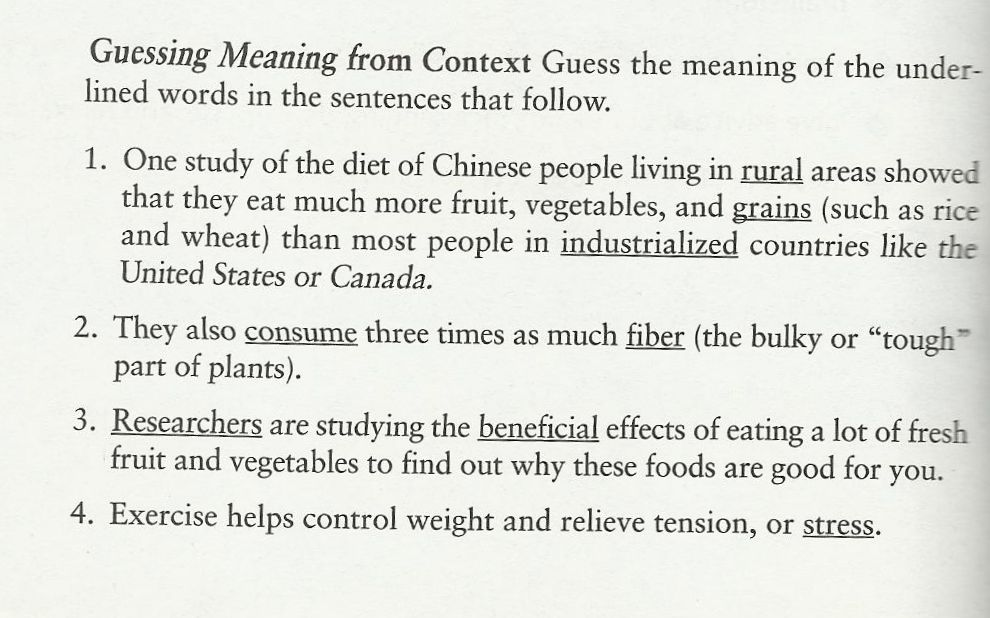 Guessing Meaning from Context Guess the meaning of the under-
lined words in the sentences that follow.
1. One study of the diet of Chinese people living in rural areas showed
that they eat much more fruit, vegetables, and grains (such as rice
and wheat) than most people in industrialized countries like the
United States or Canada.
2. They also consume three times as much fiber (the bulky or “tough”
part of plants).
3. Researchers are studying the beneficial effects of eating a lot of fresh
fruit and vegetables to find out why these foods are good for you.
4. Exercise helps control weight and relieve tension, or stress.